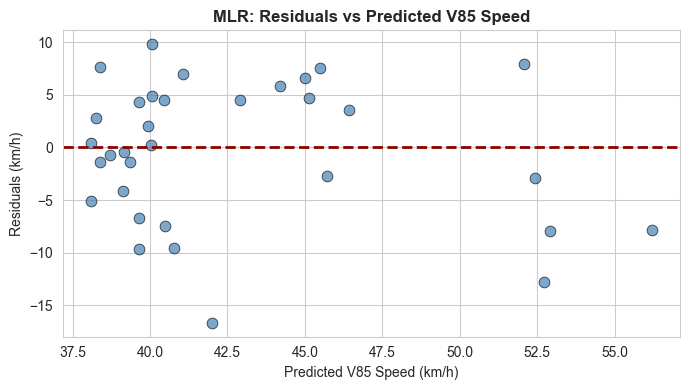 MLR: Residuals vs Predicted V85 Speed
Residuals (km/h)
10
5
0
−5
−10
−15
37.5 40.0 42.5 45.0 47.5 50.0 52.5 55.0
Predicted V85 Speed (km/h)